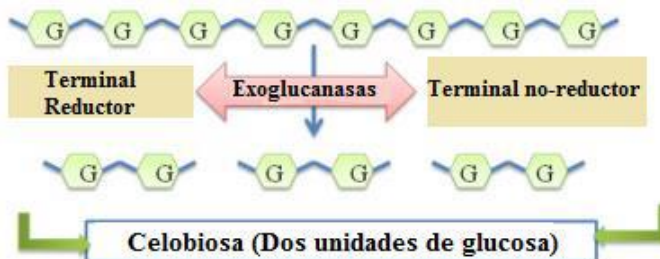 G G G G G G G G
Terminal
Reductor
Exoglucanasas
Terminal no-reductor
G G G G G G
Celobiosa (Dos unidades de glucosa)